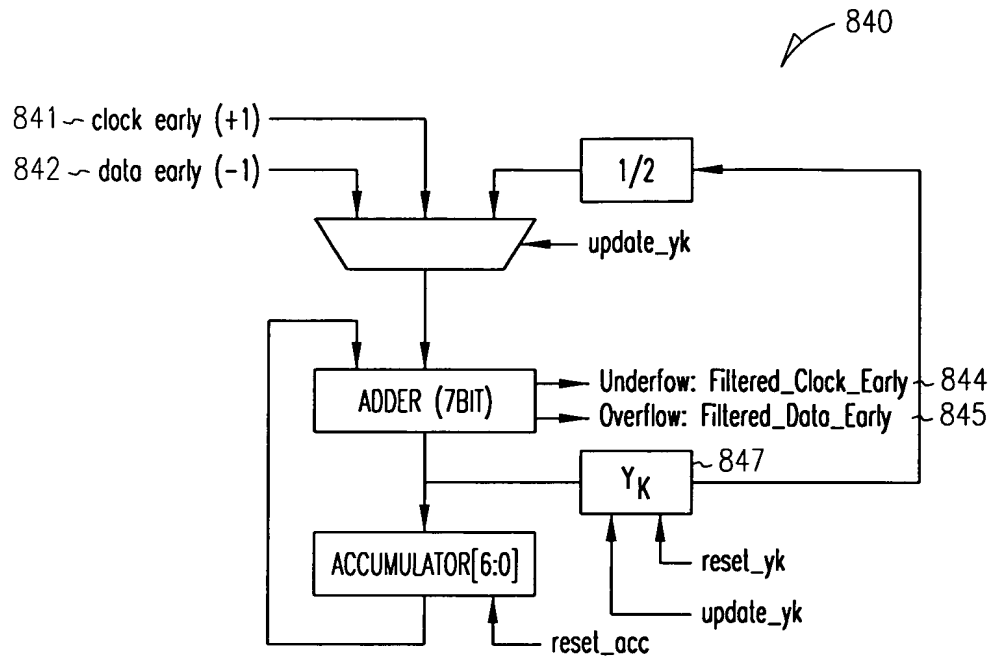 840
841 ~ clock early (+1)
842 ~ data early (-1)
1/2
update_yk
ADDER (7BIT)
Underfow: Filtered_Clock_Early ~ 844
Overflow: Filtered_Data_Early ~ 845
YK
847
ACCUMULATOR[6:0]
reset_yk
update_yk
reset_acc